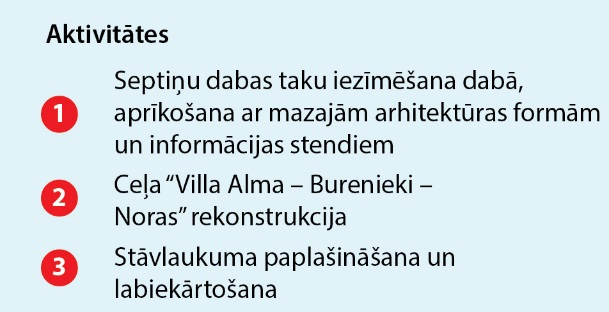 Aktivitātes
Septiņu dabas taku iezīmēšana dabā,
1 aprīkošana ar mazajām arhitektūras formām
un informācijas stendiem
Ceļa “Villa Alma – Burenieki –
2
Noras” rekonstrukcija
Stāvlaukuma paplašināšana un
3
labiekārtošana